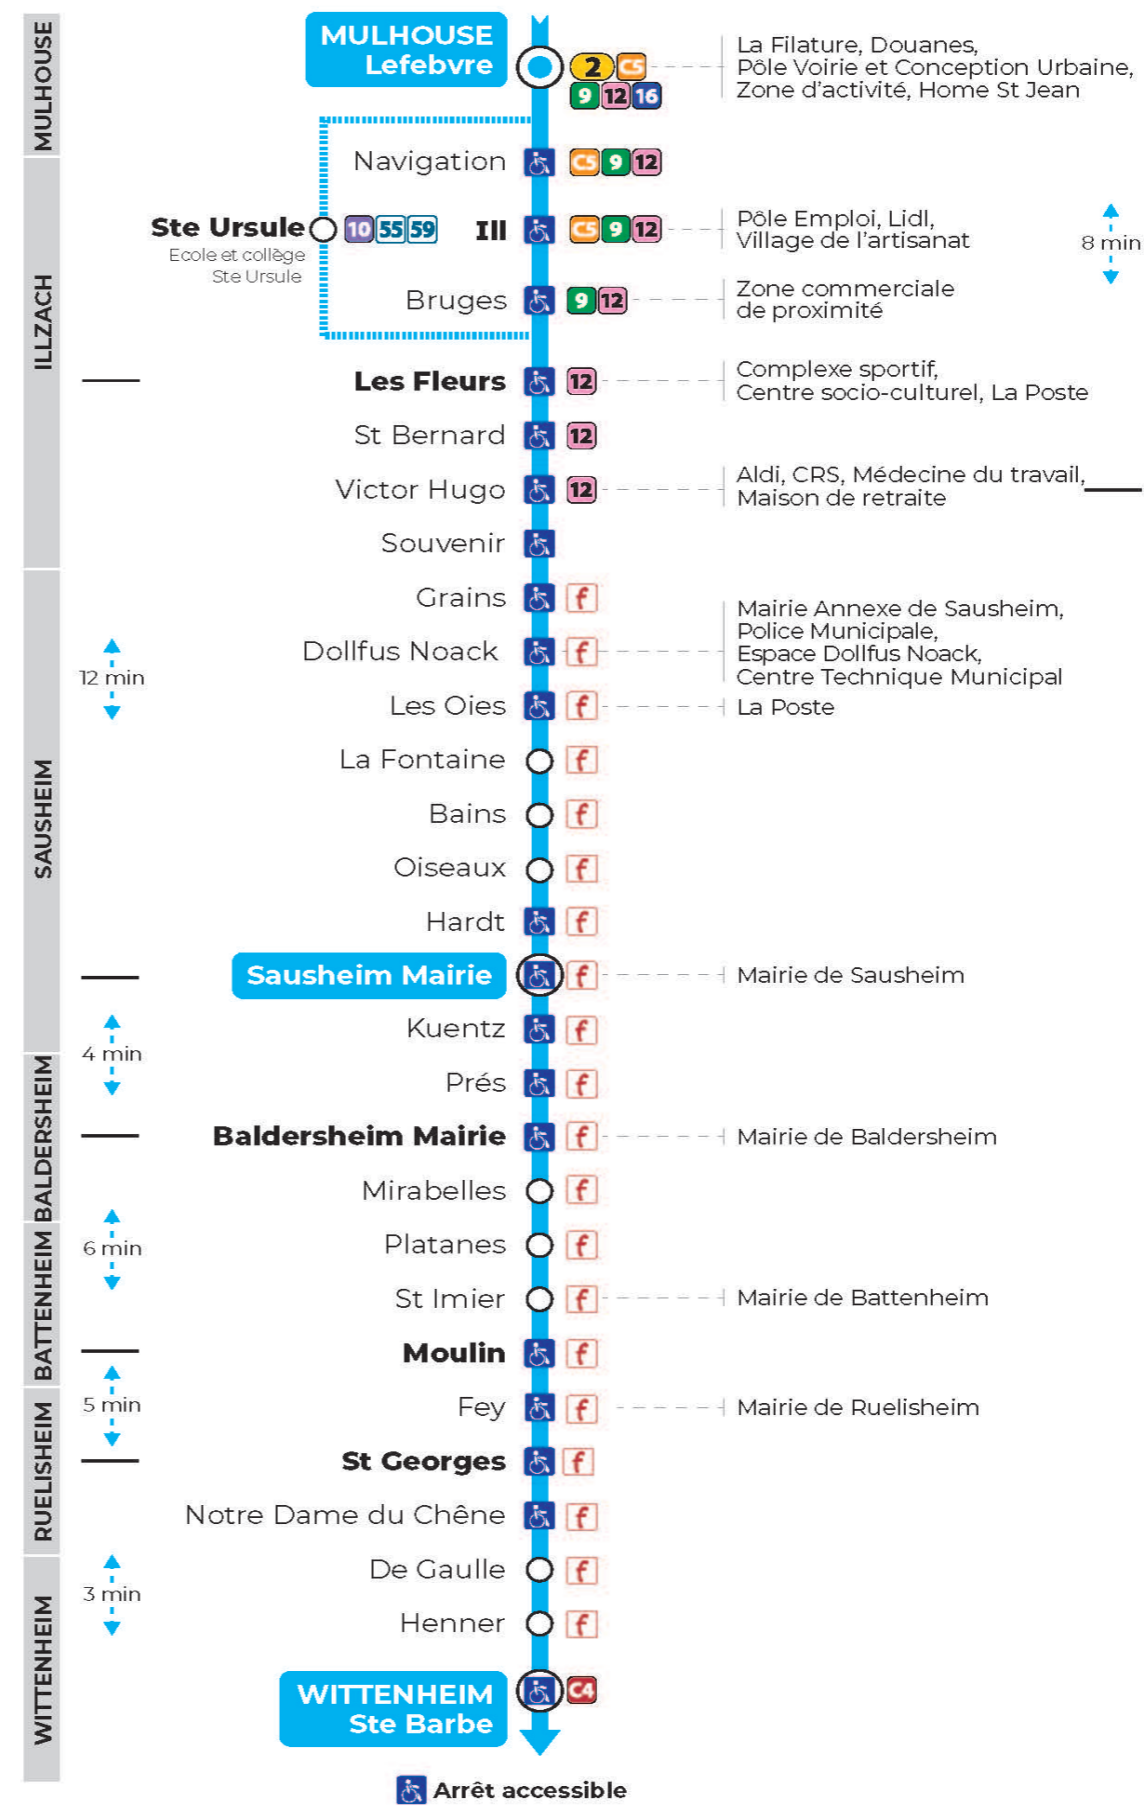 MULHOUSE
MULHOUSE
Lefebvre
2 C5
9 12 16
La Filature, Douanes,
Pôle Voirie et Conception Urbaine,
Zone d'activité, Home St Jean
ILLZACH
Navigation
C5 9 12
Ste Ursule
Ecole et collège
Ste Ursule
10 55 59
Ill
C5 9 12
Pôle Emploi, Lidl,
Village de l'artisanat
8 min
Bruges
9 12
Zone commerciale
de proximité
Les Fleurs
12
Complexe sportif,
Centre socio-culturel, La Poste
St Bernard
12
Victor Hugo
12
Aldi, CRS, Médecine du travail,
Maison de retraite
Souvenir
SAUSHEIM
12 min
Grains
f
Dollfus Noack
f
Mairie Annexe de Sausheim,
Police Municipale,
Espace Dollfus Noack,
Centre Technique Municipal
Les Oies
f
La Poste
La Fontaine
f
Bains
f
Oiseaux
f
Hardt
f
Sausheim Mairie
f
Mairie de Sausheim
4 min
Kuentz
f
BALDERSHEIM
Prés
f
Baldersheim Mairie
f
Mairie de Baldersheim
Mirabelles
f
BATTENHEIM
6 min
Platanes
f
St Imier
f
Mairie de Battenheim
Moulin
f
RUELISHEIM
5 min
Fey
f
Mairie de Ruelisheim
St Georges
f
Notre Dame du Chêne
f
WITTENHEIM
3 min
De Gaulle
f
Henner
f
WITTENHEIM
Ste Barbe
C4
Arrêt accessible